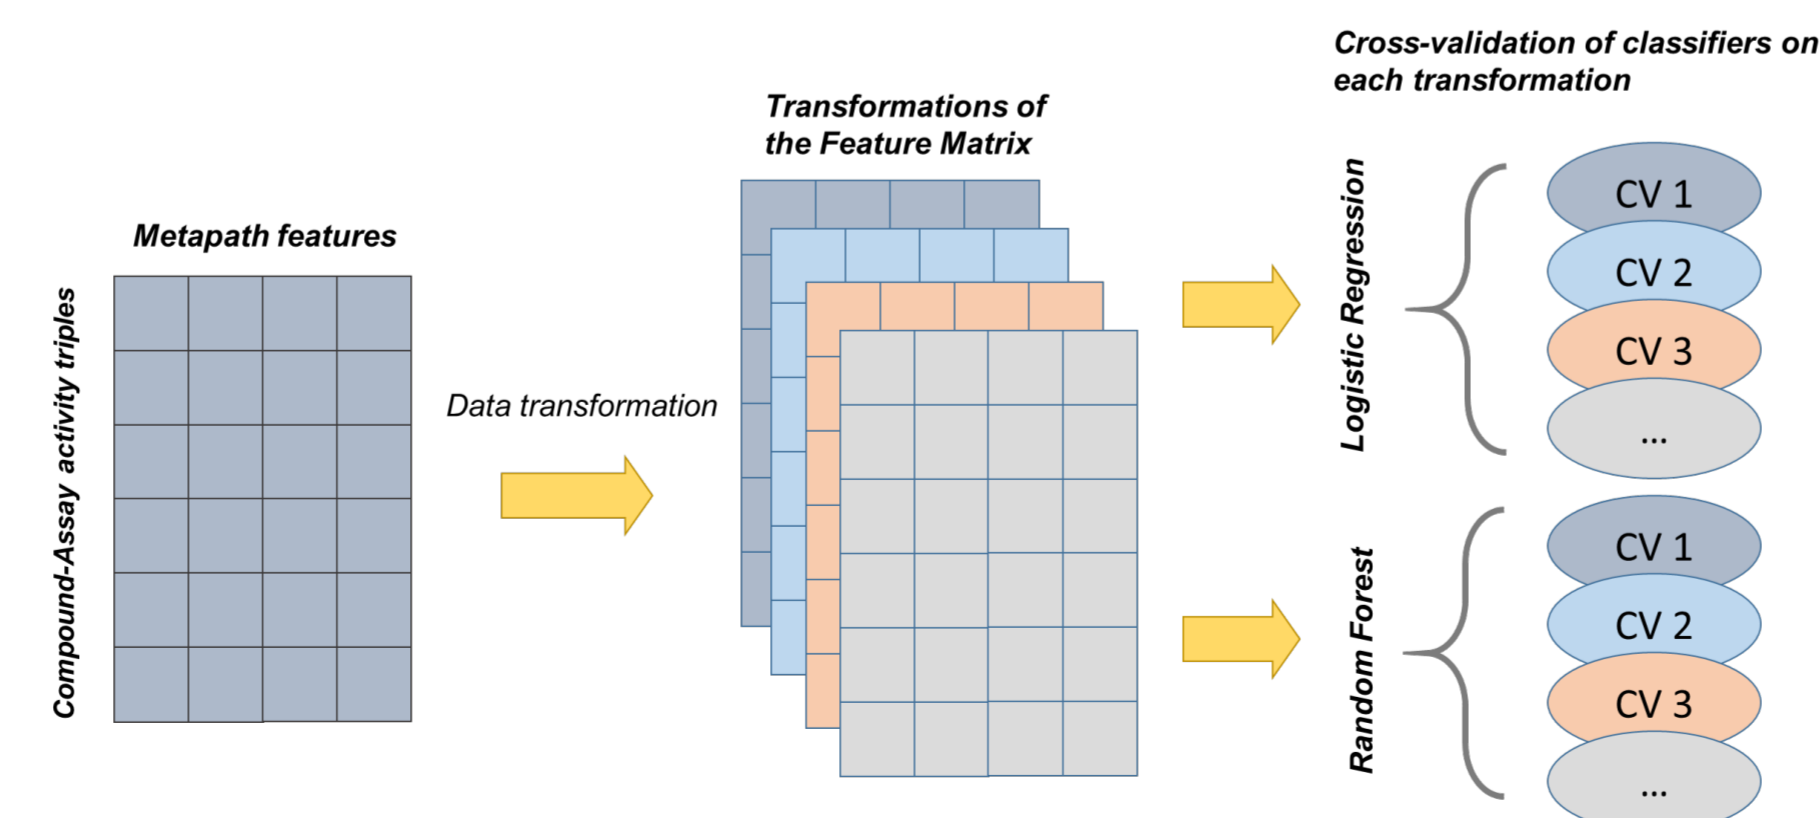 Cross-validation of classifiers on
each transformation
Transformations of
the Feature Matrix
Metapath features
Compound-Assay activity triples
Data transformation
Logistic Regression
CV 1
CV 2
CV 3
...
Random Forest
CV 1
CV 2
CV 3
...